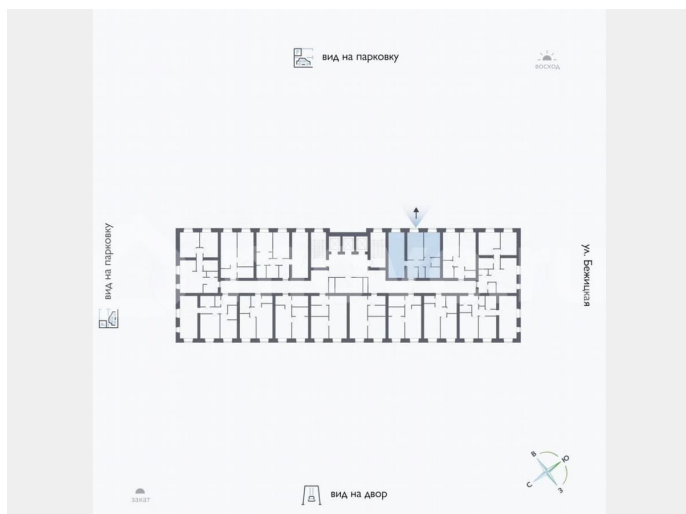 вид на парковку
восход
вид на парковку
ул. Бежицкая
В
Ю
С
З
закат
вид на двор